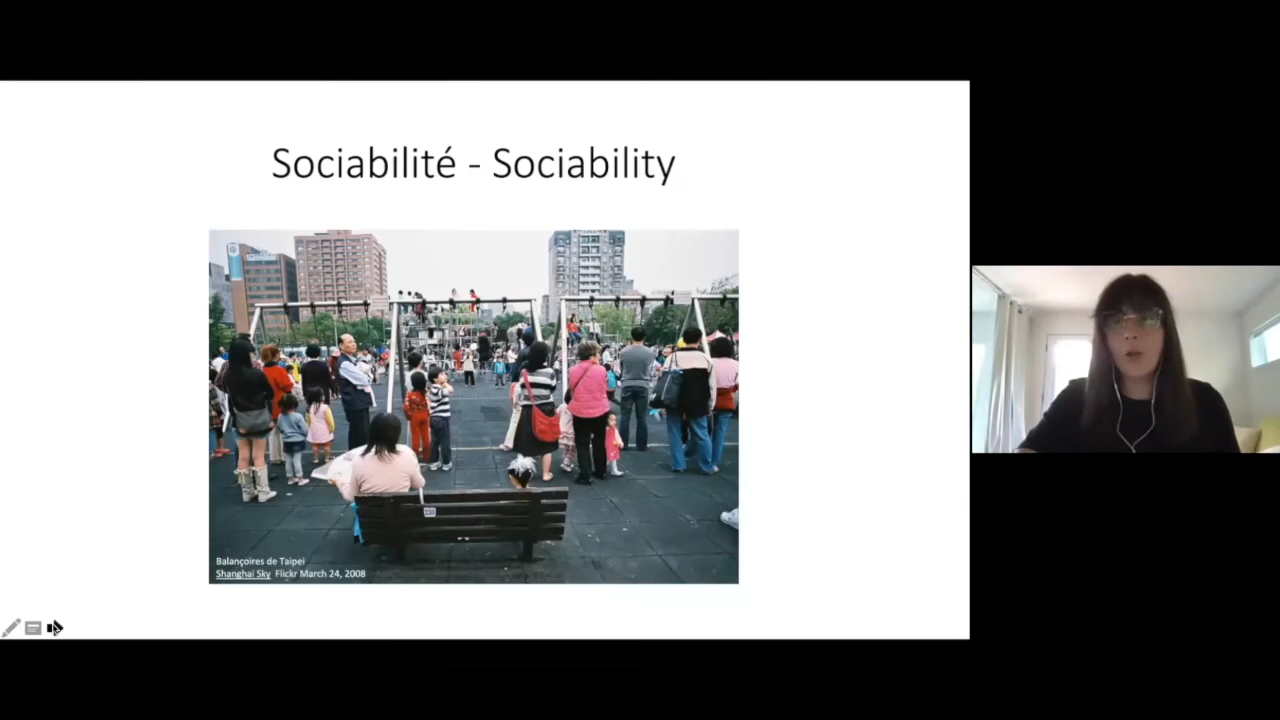 Sociabilité - Sociability
Balançoires de Taipei
Shanghai Sky Flickr March 24, 2008